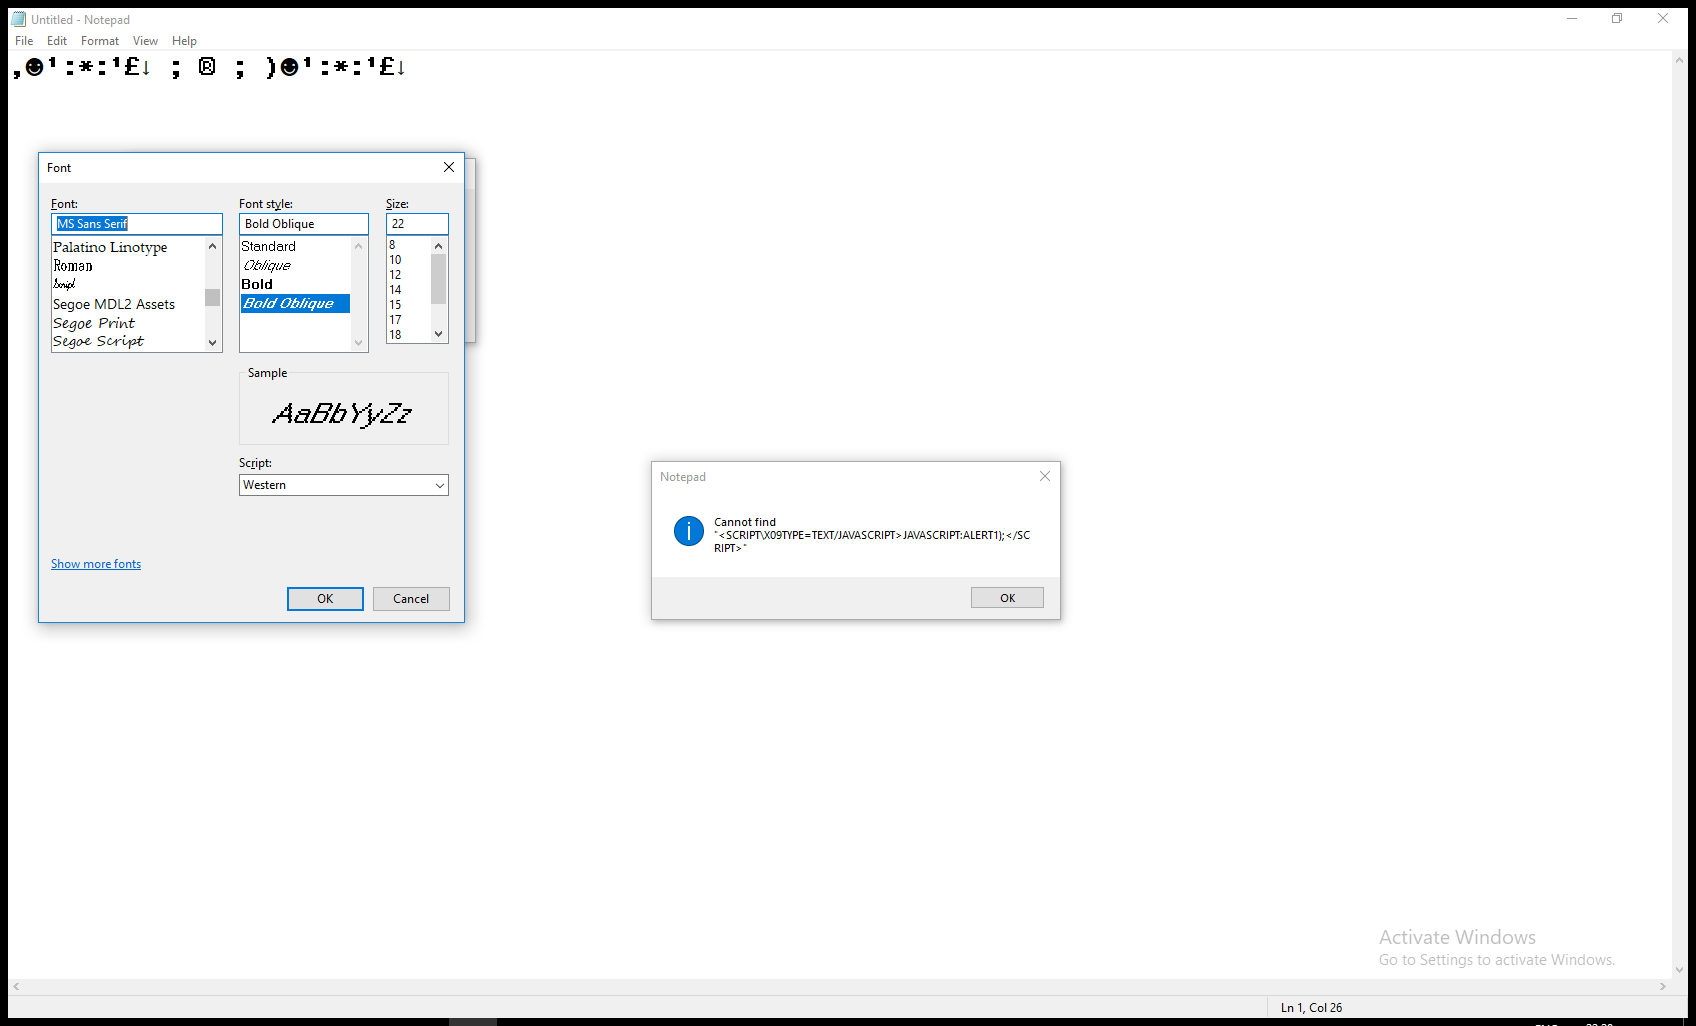 Untitled - Notepad
File Edit Format View Help
,☻¹:*:¹£↓ ; ® ; )☻¹:*:¹£↓
Font
Font:
MS Sans Serif
Palatino Linotype
Roman
Script
Segoe MDL2 Assets
Segoe Print
Segoe Script
Font style:
Bold Oblique
Standard
Oblique
Bold
Bold Oblique
Size:
22
8
10
12
14
15
17
18
Sample
AaBbYyZz
Script:
Western
Show more fonts
OK
Cancel
Notepad
Cannot find
"<SCRIPT\X09TYPE=TEXT/JAVASCRIPT>JAVASCRIPT:ALERT1);</SC
RIPT>"
OK
Activate Windows
Go to Settings to activate Windows.
Ln 1, Col 26